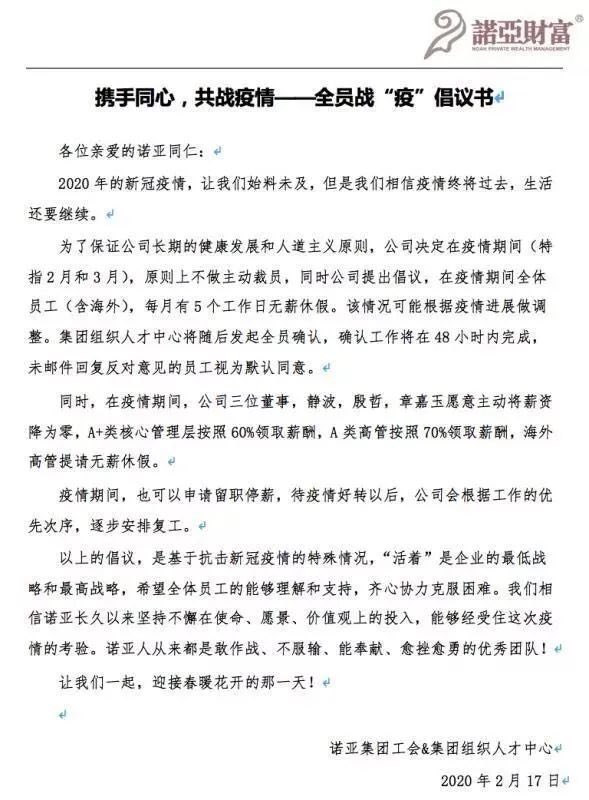 諾亞財富®
NOAH PRIVATE WEALTH MANAGEMENT
携手同心，共战疫情——全员战“疫”倡议书
各位亲爱的诺亚同仁：
2020 年的新冠疫情，让我们始料未及，但是我们相信疫情终将过去，生活
还要继续。
为了保证公司长期的健康发展和人道主义原则，公司决定在疫情期间（特
指 2 月和 3 月），原则上不做主动裁员，同时公司提出倡议，在疫情期间全体
员工（含海外），每月有 5 个工作日无薪休假。该情况可能根据疫情进展做调
整。集团组织人才中心将随后发起全员确认，确认工作将在 48 小时内完成，
未邮件回复反对意见的员工视为默认同意。
同时，在疫情期间，公司三位董事，静波，殷哲，章嘉玉愿意主动将薪资
降为零，A+类核心管理层按照 60%领取薪酬，A 类高管按照 70%领取薪酬，海外
高管提请无薪休假。
疫情期间，也可以申请留职停薪，待疫情好转以后，公司会根据工作的优
先次序，逐步安排复工。
以上的倡议，是基于抗击新冠疫情的特殊情况，“活着”是企业的最低战
略和最高战略，希望全体员工的能够理解和支持，齐心协力克服困难。我们相
信诺亚长久以来坚持不懈在使命、愿景、价值观上的投入，能够经受住这次疫
情的考验。诺亚人从来都是敢作战、不服输、能奉献、愈挫愈勇的优秀团队！
让我们一起，迎接春暖花开的那一天！
诺亚集团工会&集团组织人才中心
2020 年 2 月 17 日